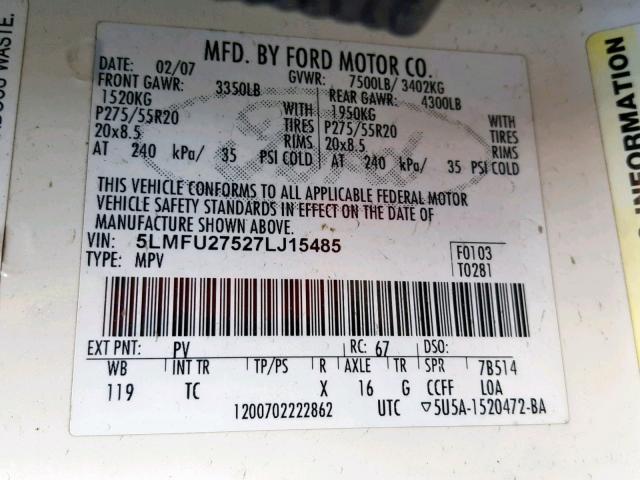 MFD. BY FORD MOTOR CO.
DATE: 02/07 GVWR: 7500LB/ 3402KG
FRONT GAWR: 3350LB REAR GAWR: 4300LB
1520KG WITH 1950KG WITH
P275/55R20 TIRES P275/55R20 TIRES
20x8.5 RIMS 20x8.5 RIMS
AT 240 kPa/ 35 PSI COLD AT 240 kPa/ 35 PSI COLD
THIS VEHICLE CONFORMS TO ALL APPLICABLE FEDERAL MOTOR
VEHICLE SAFETY STANDARDS IN EFFECT ON THE DATE OF
MANUFACTURE SHOWN ABOVE.
VIN: 5LMFU27527LJ15485 F0103
TYPE: MPV T0281
EXT PNT: PV RC: 67 DSO:
WB INT TR TP/PS R AXLE TR SPR 7B514
119 TC X 16 G CCFF LOA
1200702222862 UTC ▽5U5A-1520472-BA
Ford
WASTE.
INFORMATION